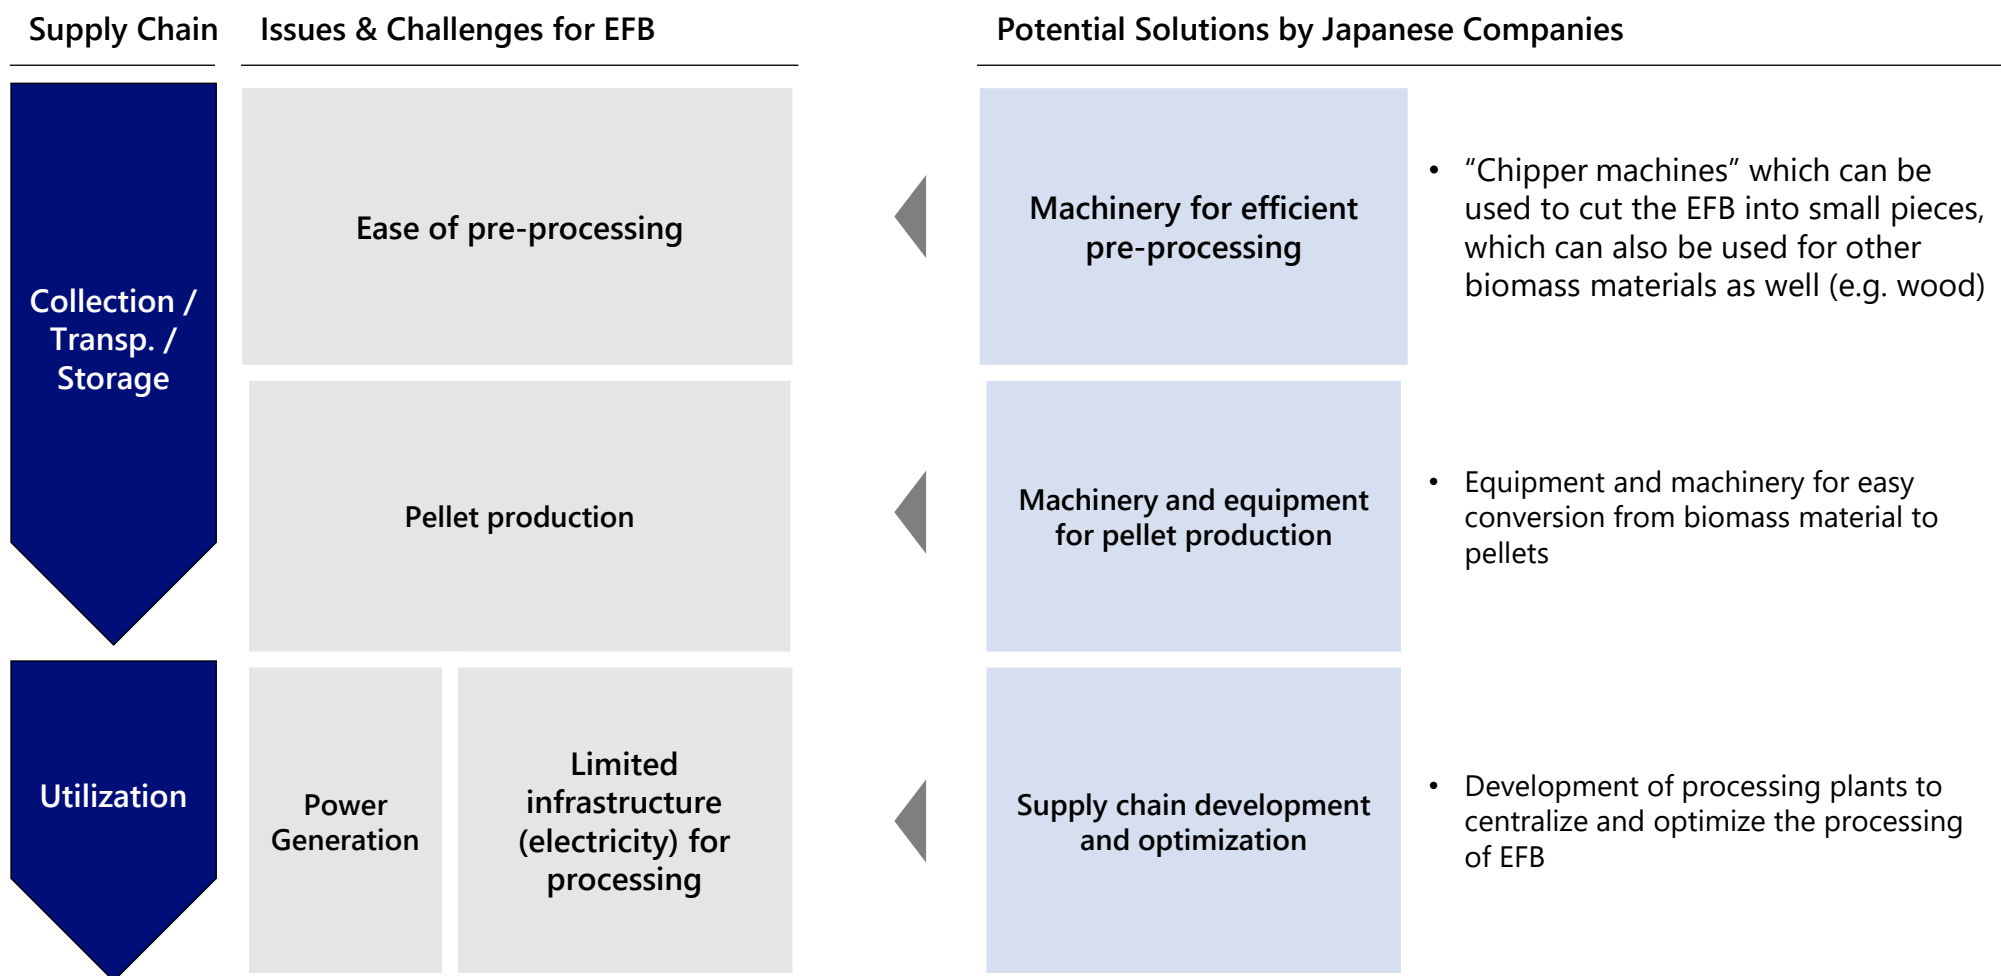 Supply Chain
Issues & Challenges for EFB
Potential Solutions by Japanese Companies
Collection /
Transp. /
Storage
Ease of pre-processing
Machinery for efficient
pre-processing
• “Chipper machines” which can be
used to cut the EFB into small pieces,
which can also be used for other
biomass materials as well (e.g. wood)
Pellet production
Machinery and equipment
for pellet production
• Equipment and machinery for easy
conversion from biomass material to
pellets
Utilization
Power
Generation
Limited
infrastructure
(electricity) for
processing
Supply chain development
and optimization
• Development of processing plants to
centralize and optimize the processing
of EFB